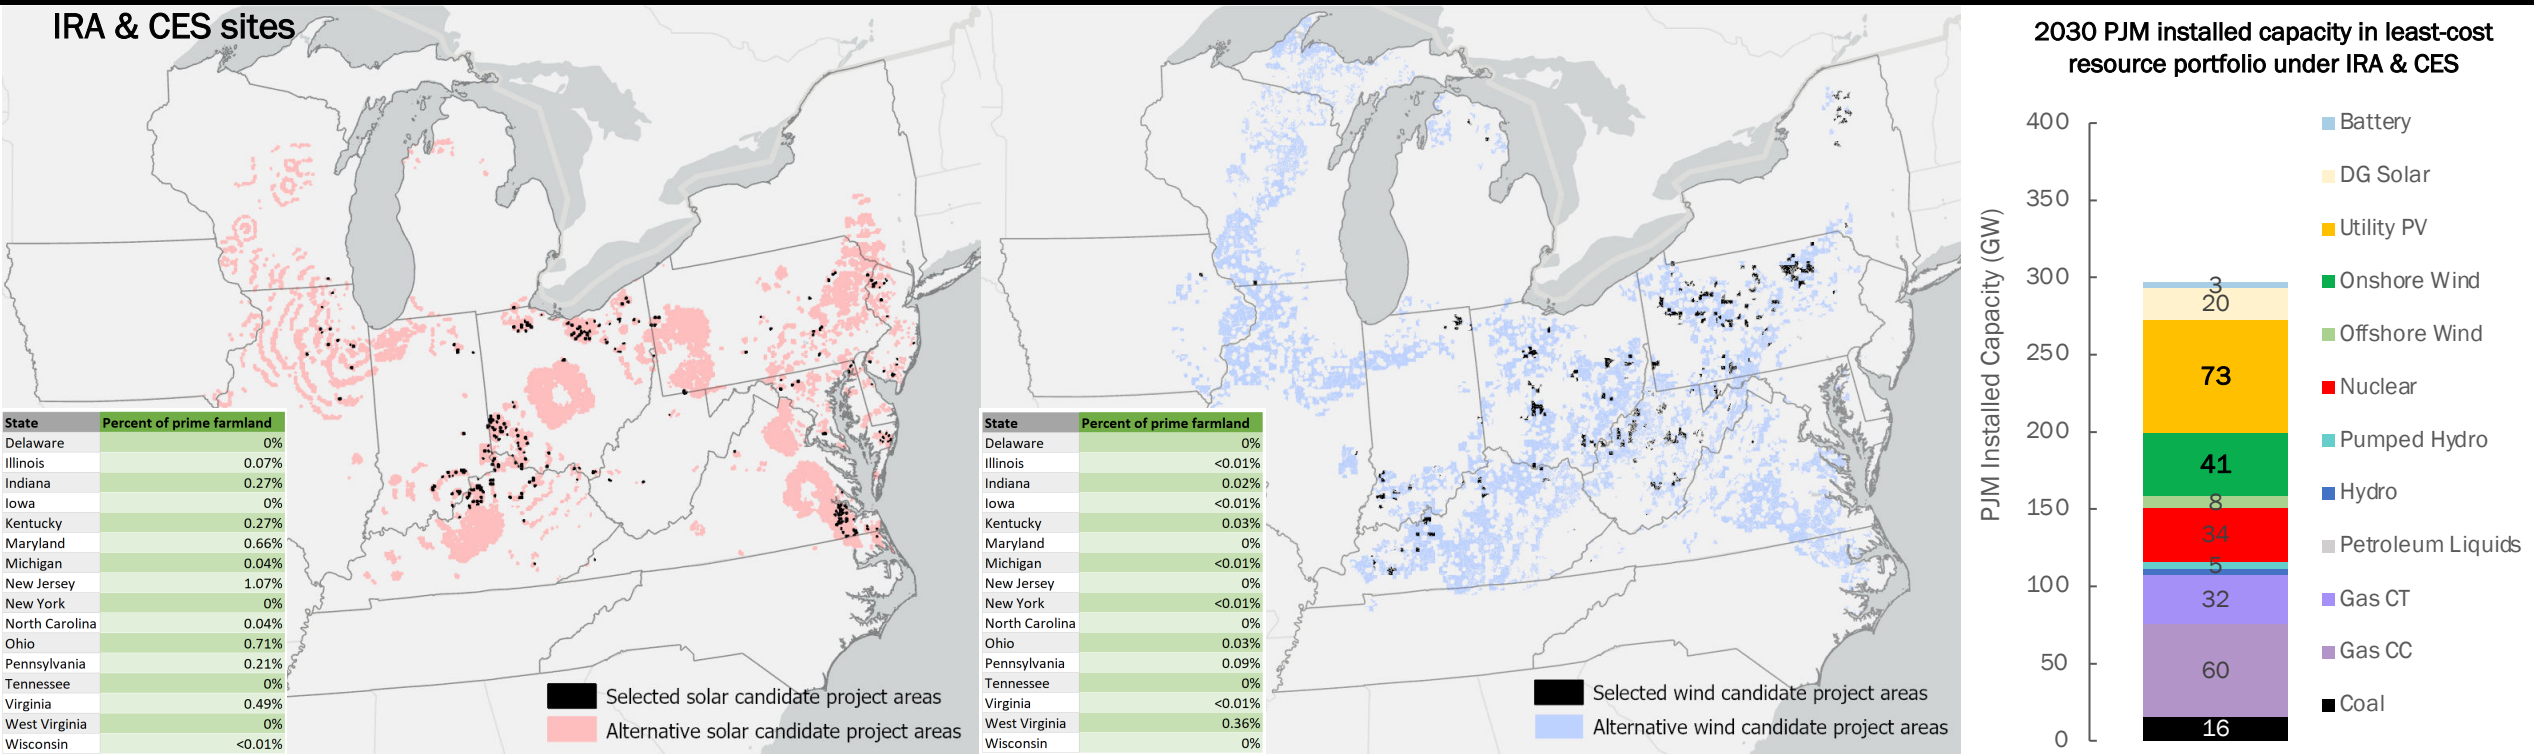 IRA & CES sites
State Percent of prime farmland
Delaware 0%
Illinois 0.07%
Indiana 0.27%
Iowa 0%
Kentucky 0.27%
Maryland 0.66%
Michigan 0.04%
New Jersey 1.07%
New York 0%
North Carolina 0.04%
Ohio 0.71%
Pennsylvania 0.21%
Tennessee 0%
Virginia 0.49%
West Virginia 0%
Wisconsin <0.01%
Selected solar candidate project areas
Alternative solar candidate project areas
State Percent of prime farmland
Delaware 0%
Illinois <0.01%
Indiana 0.02%
Iowa <0.01%
Kentucky 0.03%
Maryland 0%
Michigan <0.01%
New Jersey 0%
New York <0.01%
North Carolina 0%
Ohio 0.03%
Pennsylvania 0.09%
Tennessee 0%
Virginia <0.01%
West Virginia 0.36%
Wisconsin 0%
Selected wind candidate project areas
Alternative wind candidate project areas
2030 PJM installed capacity in least-cost
resource portfolio under IRA & CES
PJM Installed Capacity (GW)
400
350
300
250
200
150
100
50
0
3
20
73
41
8
34
5
32
60
16
Battery
DG Solar
Utility PV
Onshore Wind
Offshore Wind
Nuclear
Pumped Hydro
Hydro
Petroleum Liquids
Gas CT
Gas CC
Coal